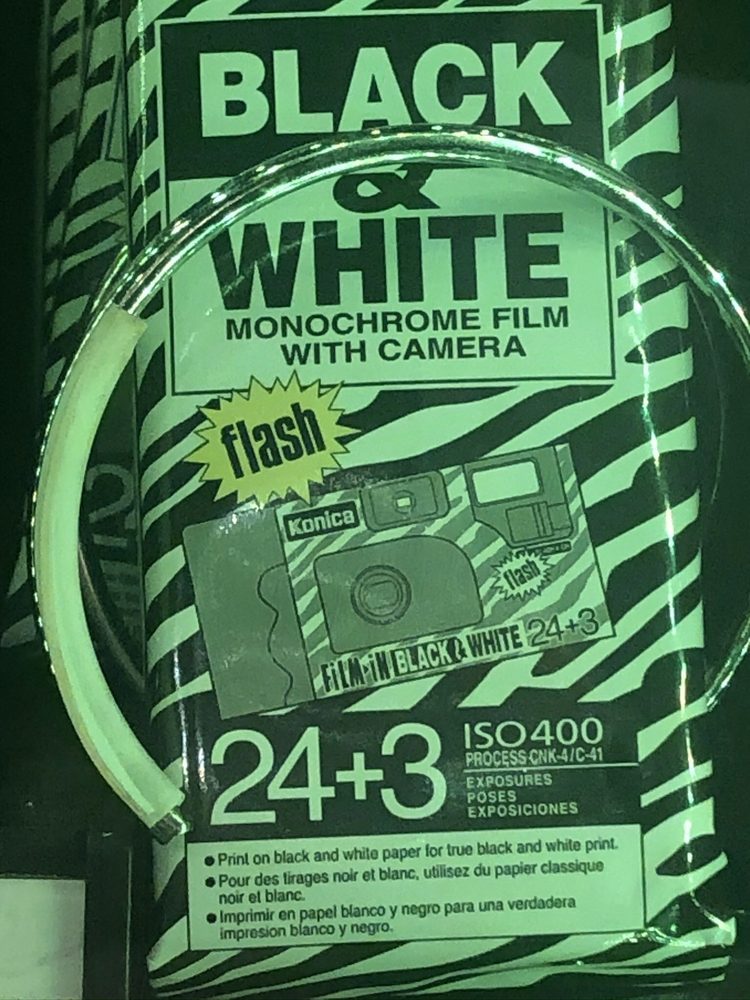 BLACK
&
WHITE
MONOCHROME FILM
WITH CAMERA
flash
Konica
flash
FiLM-iN BLACK & WHITE 24+3
24+3
ISO400
PROCESS CNK-4/C-41
EXPOSURES
POSES
EXPOSICIONES
● Print on black and white paper for true black and white print.
● Pour des tirages noir et blanc, utilisez du papier classique
noir et blanc.
● Imprimir en papel blanco y negro para una verdadera
impresion blanco y negro.